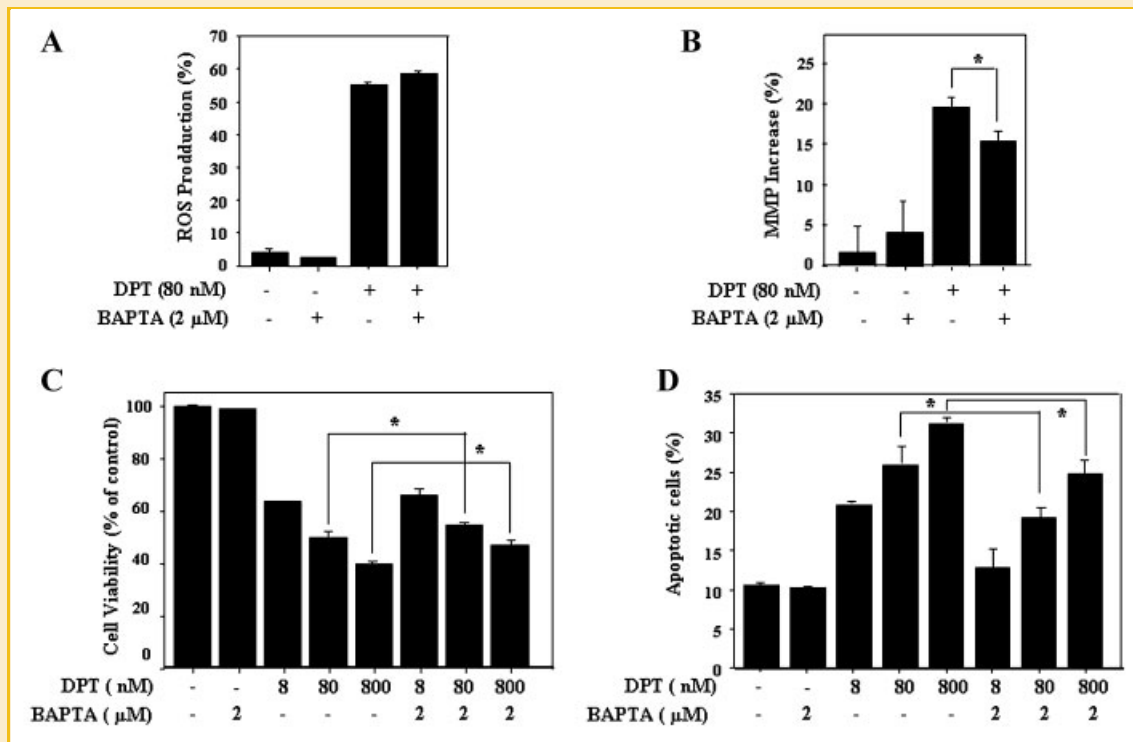 A
ROS Prodduction (%)
70
60
50
40
30
20
10
0
DPT (80 nM) - - + +
BAPTA (2 µM) - + - +
B
MMP Increase (%)
25
20
15
10
5
0
*
DPT (80 nM) - - + +
BAPTA (2 µM) - + - +
C
Cell Viability (% of control)
100
80
60
40
20
0
*
*
DPT ( nM) - - 8 80 800 8 80 800
BAPTA ( µM) - 2 - - - 2 2 2
D
Apoptotic cells (%)
35
30
25
20
15
10
5
0
*
*
DPT ( nM) - - 8 80 800 8 80 800
BAPTA ( µM) - 2 - - - 2 2 2